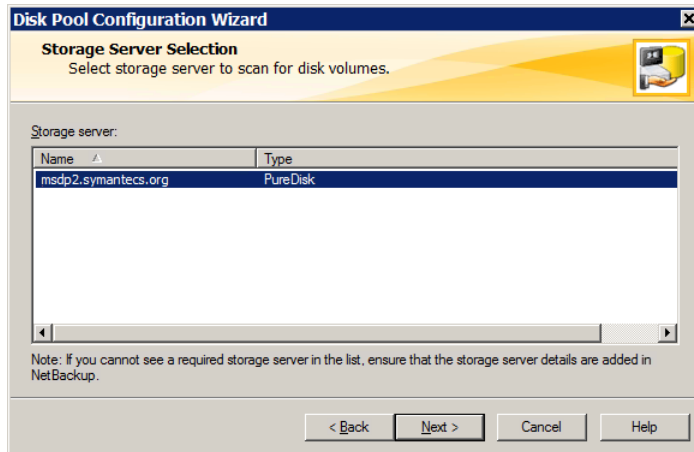 Disk Pool Configuration Wizard
Storage Server Selection
Select storage server to scan for disk volumes.
Storage server:
Name Type
msdp2.symantecs.org PureDisk
Note: If you cannot see a required storage server in the list, ensure that the storage server details are added in
NetBackup.
< Back Next > Cancel Help